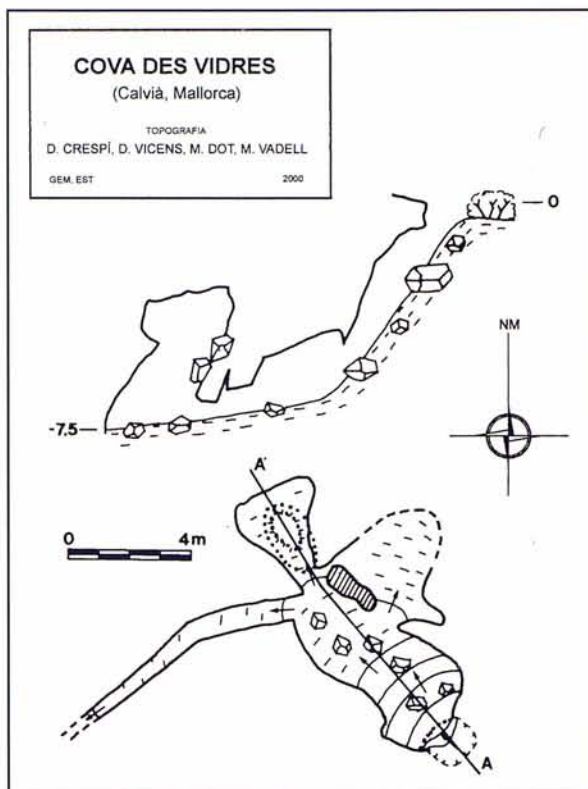 COVA DES VIDRES
(Calvià, Mallorca)
TOPOGRAFIA
D. CRESPÍ, D. VICENS, M. DOT, M. VADELL
GEM, EST 2000
0
NM
-7.5
A'
0 4m
A